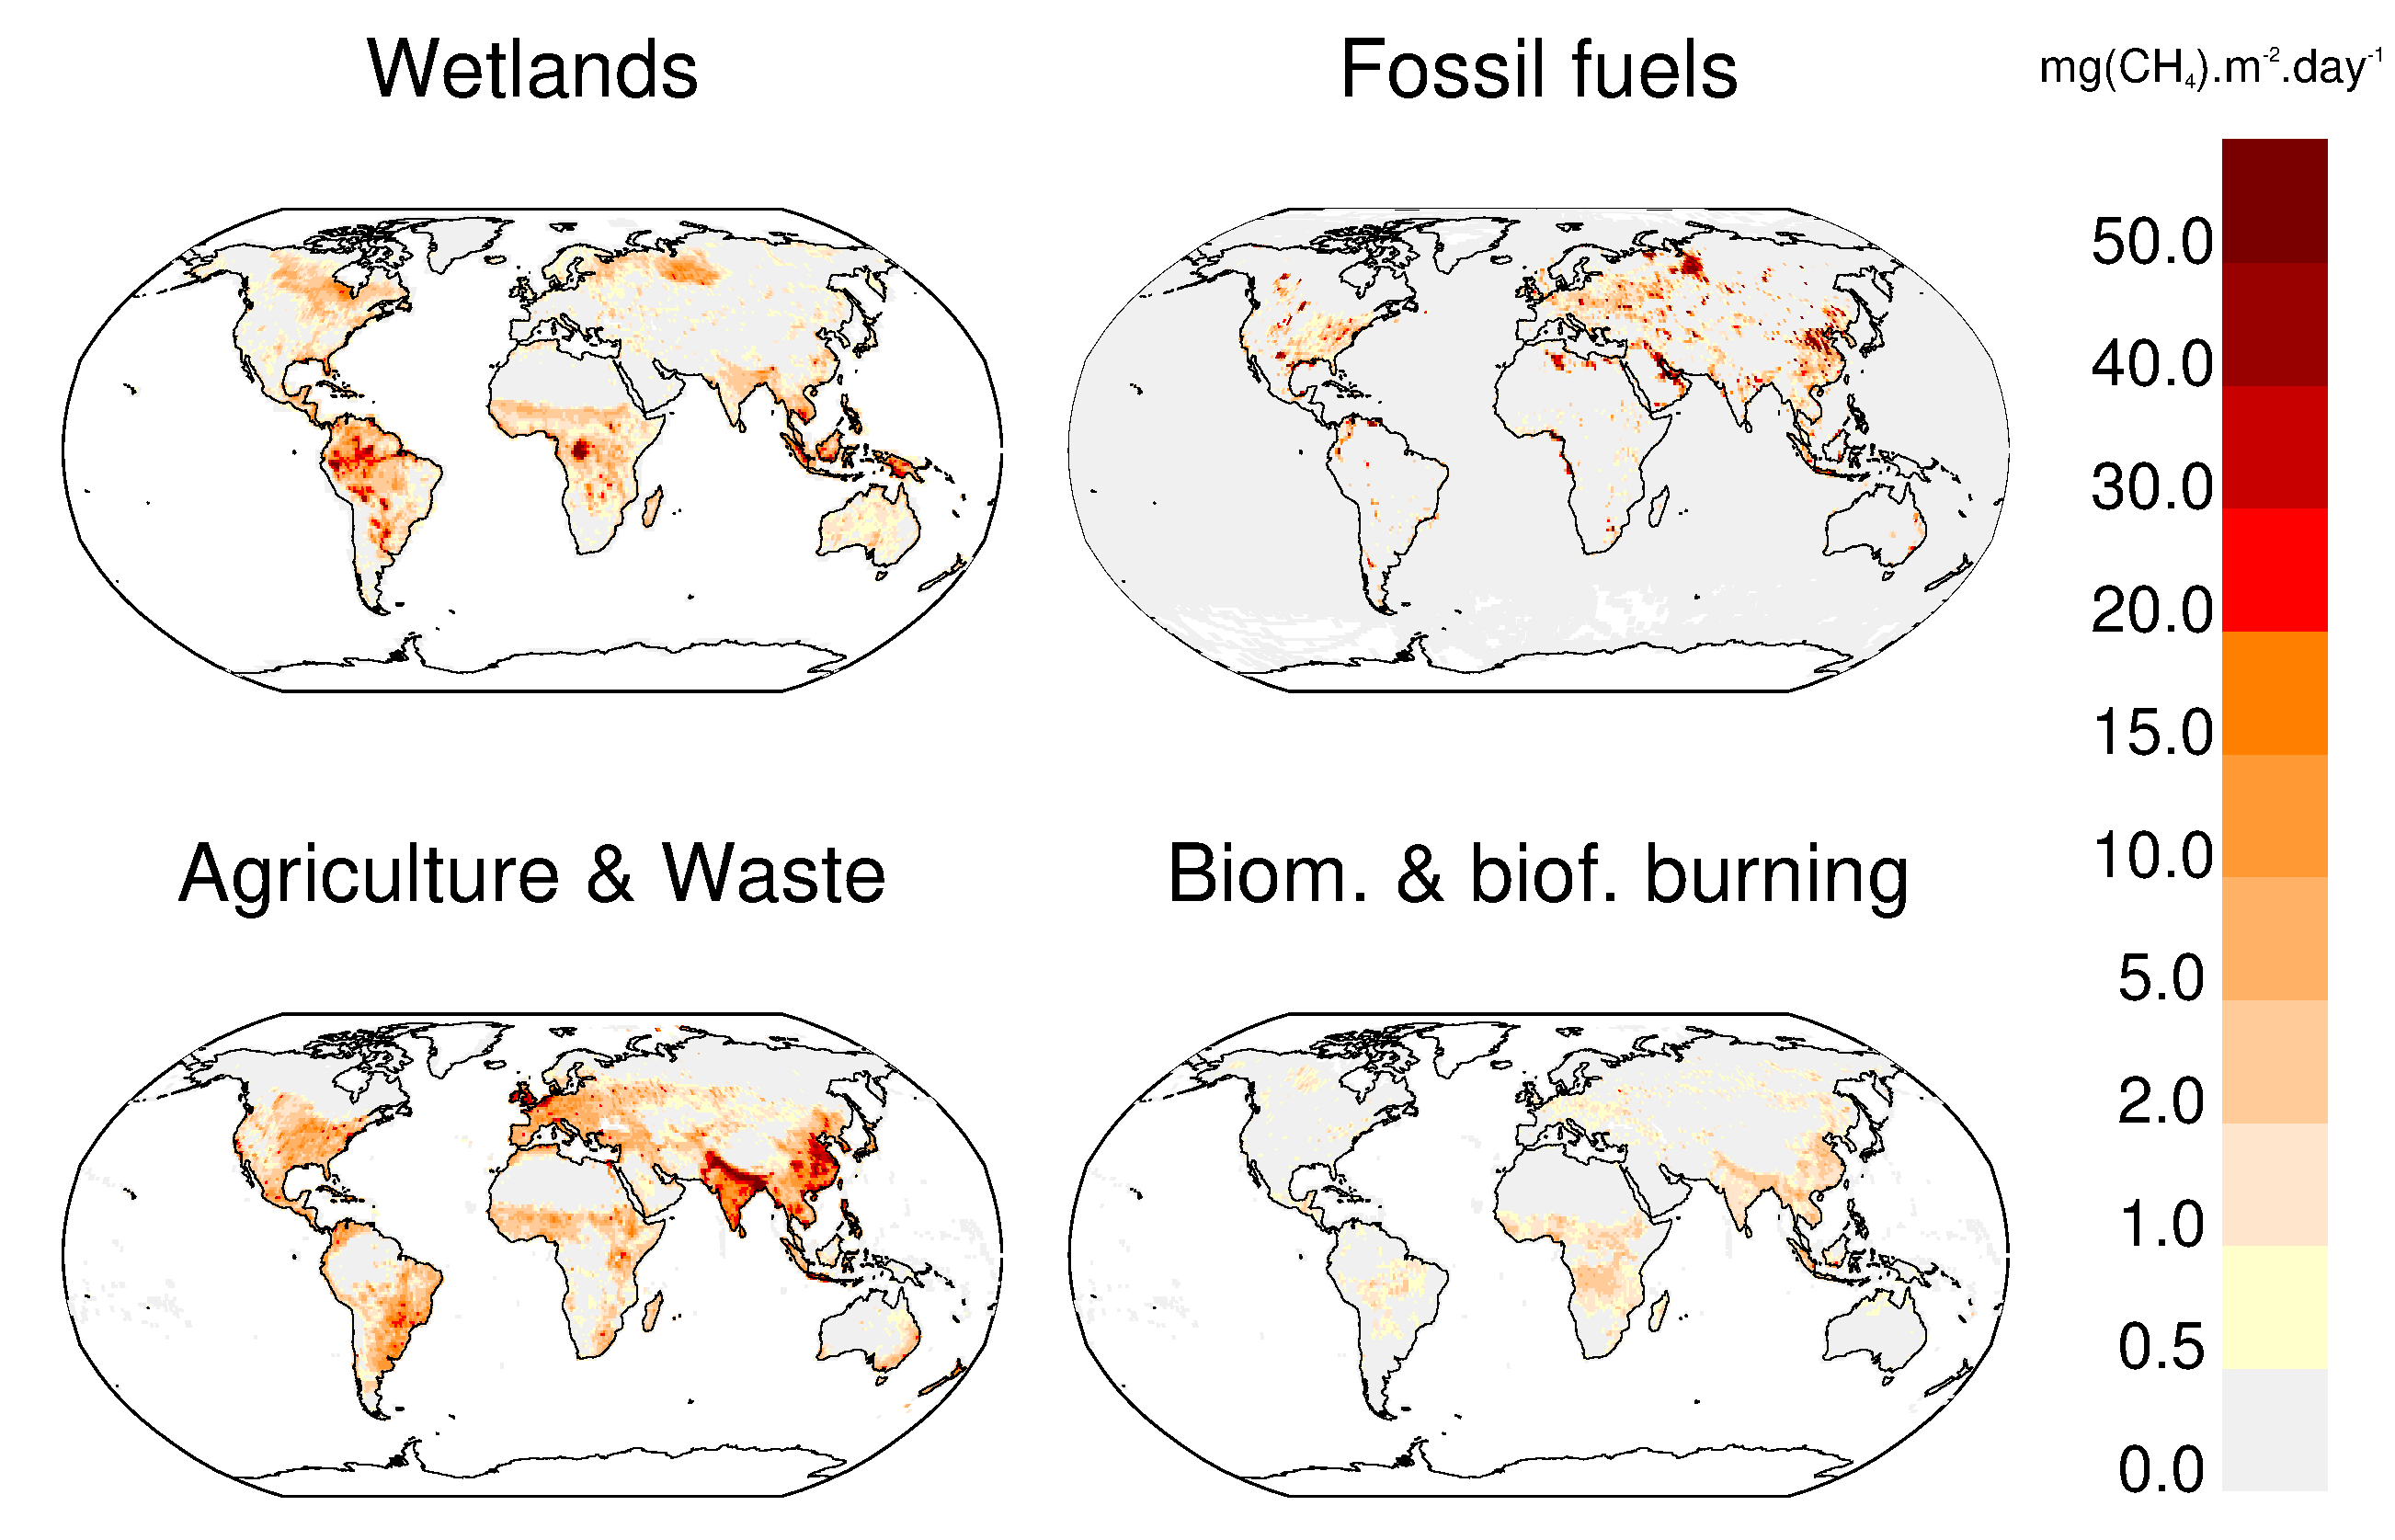 Wetlands
Fossil fuels
mg(CH₄).m⁻².day⁻¹
50.0
40.0
30.0
20.0
15.0
10.0
5.0
2.0
1.0
0.5
0.0
Agriculture & Waste
Biom. & biof. burning